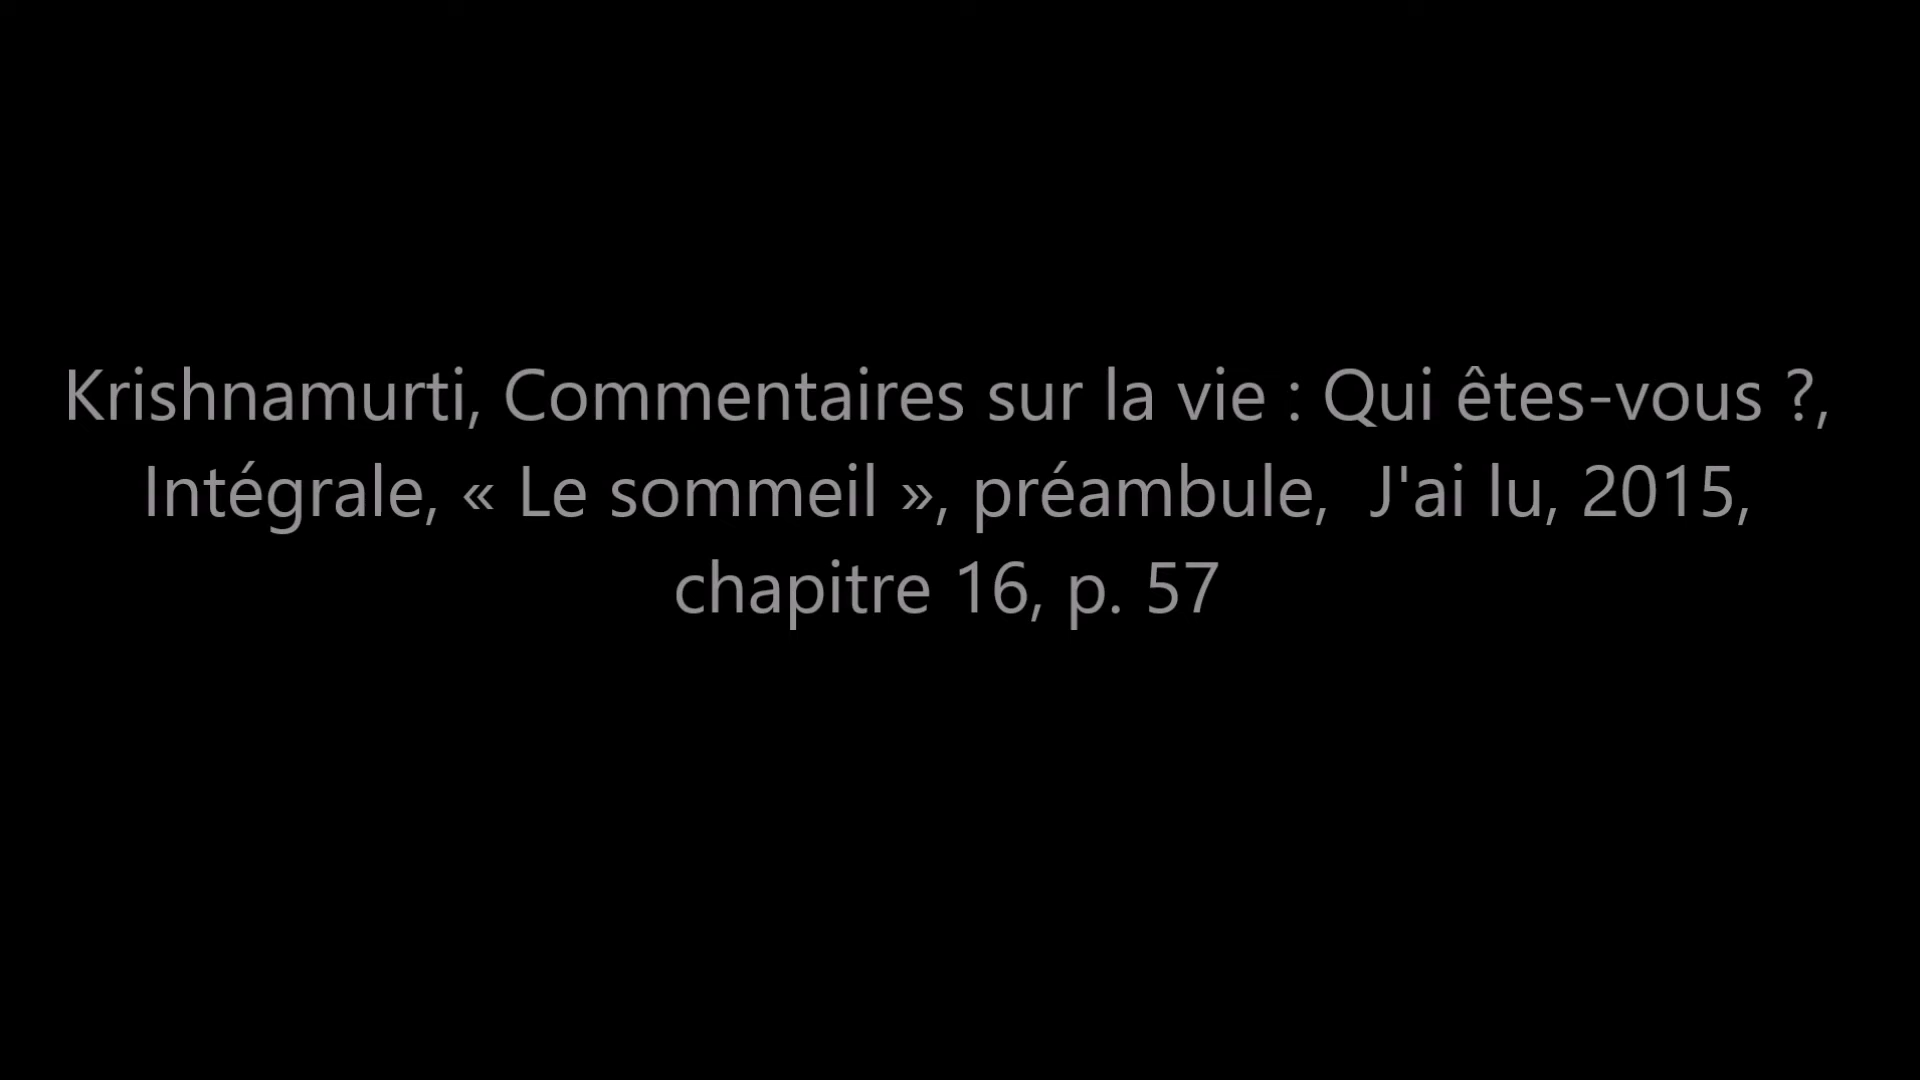 Krishnamurti, Commentaires sur la vie : Qui êtes-vous ?,
Intégrale, « Le sommeil », préambule,  J'ai lu, 2015,
chapitre 16, p. 57